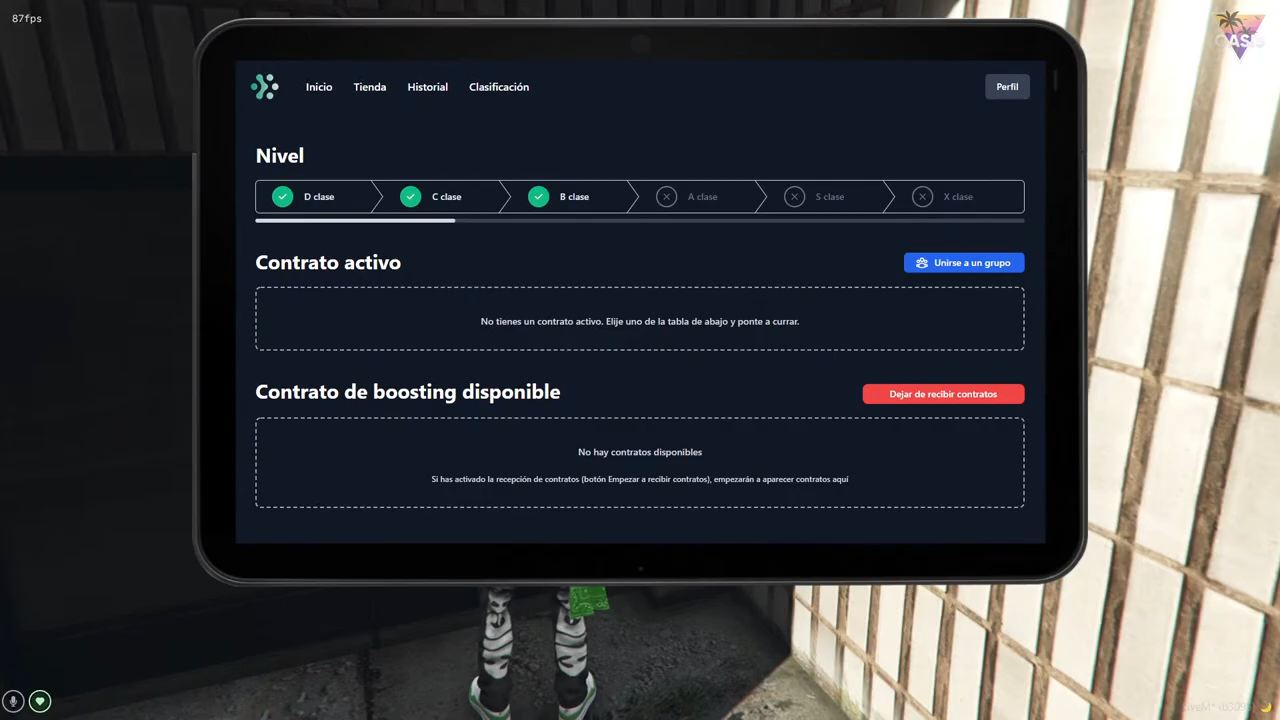 87fps
OASIS
Inicio
Tienda
Historial
Clasificación
Perfil
Nivel
D clase
C clase
B clase
A clase
S clase
X clase
Contrato activo
Unirse a un grupo
No tienes un contrato activo. Elije uno de la tabla de abajo y ponte a currar.
Contrato de boosting disponible
Dejar de recibir contratos
No hay contratos disponibles
Si has activado la recepción de contratos (botón Empezar a recibir contratos), empezarán a aparecer contratos aquí